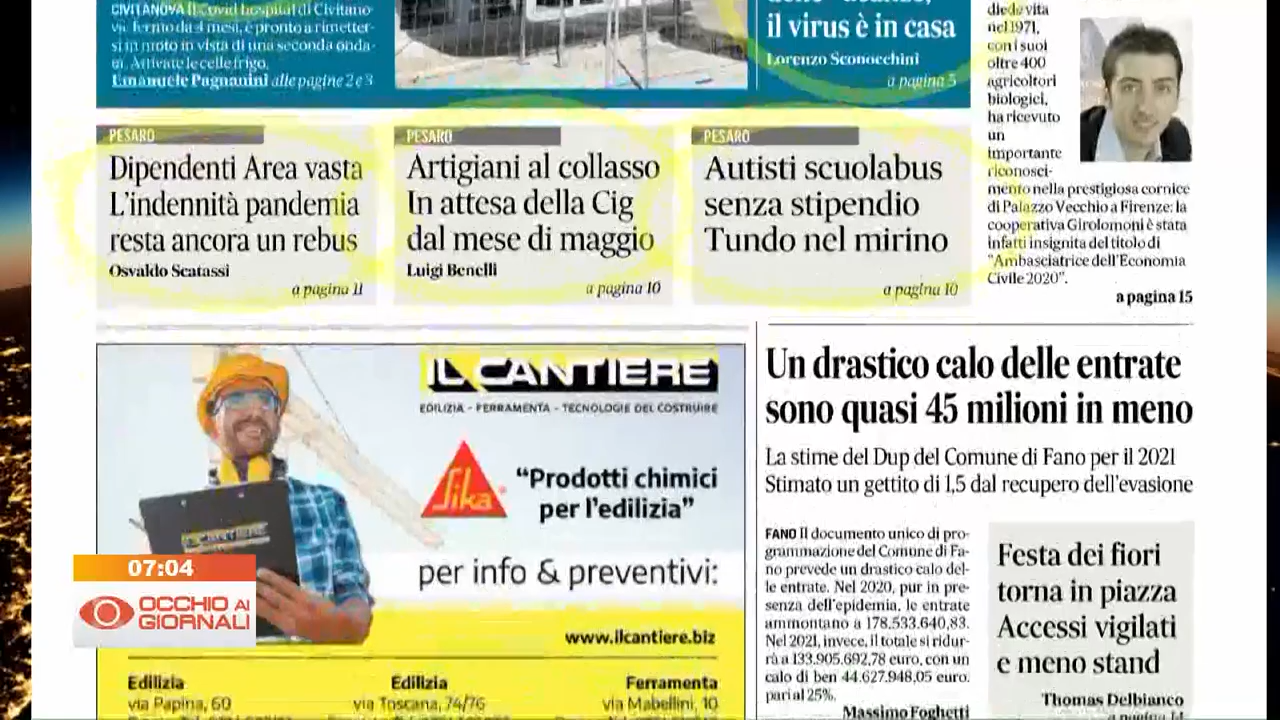 CIVITANOVA Il Covid hospital di Civitano-
va, fermo da 4 mesi, è pronto a rimetter-
si in moto in vista di una seconda onda-
ta. Attivate le celle frigo.
Emanuele Pagnanini alle pagine 2 e 3
il virus è in casa
Lorenzo Sconocchini
a pagina 5
die da vita
nel 1971,
con i suoi
oltre 400
agricoltori
biologici,
ha ricevuto
un
importante
riconosci-
mento nella prestigiosa cornice
di Palazzo Vecchio a Firenze: la
cooperativa Girolomoni è stata
infatti insignita del titolo di
"Ambasciatrice dell'Economia
Civile 2020".
a pagina 15
PESARO
Dipendenti Area vasta
L'indennità pandemia
resta ancora un rebus
Osvaldo Scatassi
a pagina 11
PESARO
Artigiani al collasso
In attesa della Cig
dal mese di maggio
Luigi Benelli
a pagina 10
PESARO
Autisti scuolabus
senza stipendio
Tundo nel mirino
a pagina 10
IL CANTIERE
EDILIZIA - FERRAMENTA - TECNOLOGIE DEL COSTRUIRE
Sika
"Prodotti chimici
per l'edilizia"
per info & preventivi:
www.ilcantiere.biz
Edilizia
via Papina, 60
Edilizia
via Toscana, 74/76
Ferramenta
via Mabellini, 10
IL CANTIERE
Un drastico calo delle entrate
sono quasi 45 milioni in meno
La stime del Dup del Comune di Fano per il 2021
Stimato un gettito di 1,5 dal recupero dell'evasione
FANO Il documento unico di pro-
grammazione del Comune di Fa-
no prevede un drastico calo del-
le entrate. Nel 2020, pur in pre-
senza dell'epidemia, le entrate
ammontano a 178.533.640,83.
Nel 2021, invece, il totale si ridur-
rà a 133.905.692,78 euro, con un
calo di ben 44.627.948,05 euro,
pari al 25%.
Massimo Foghetti
Festa dei fiori
torna in piazza
Accessi vigilati
e meno stand
Thomas Delbianco
a pagina 14
07:04
OCCHIO AI
GIORNALI